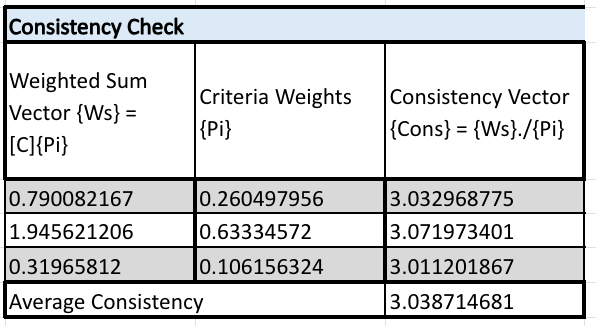 Consistency Check
Weighted Sum
Vector {Ws} =
[C]{Pi}
Criteria Weights
{Pi}
Consistency Vector
{Cons} = {Ws}./{Pi}
0.790082167 0.260497956 3.032968775
1.945621206 0.63334572 3.071973401
0.31965812 0.106156324 3.011201867
Average Consistency 3.038714681